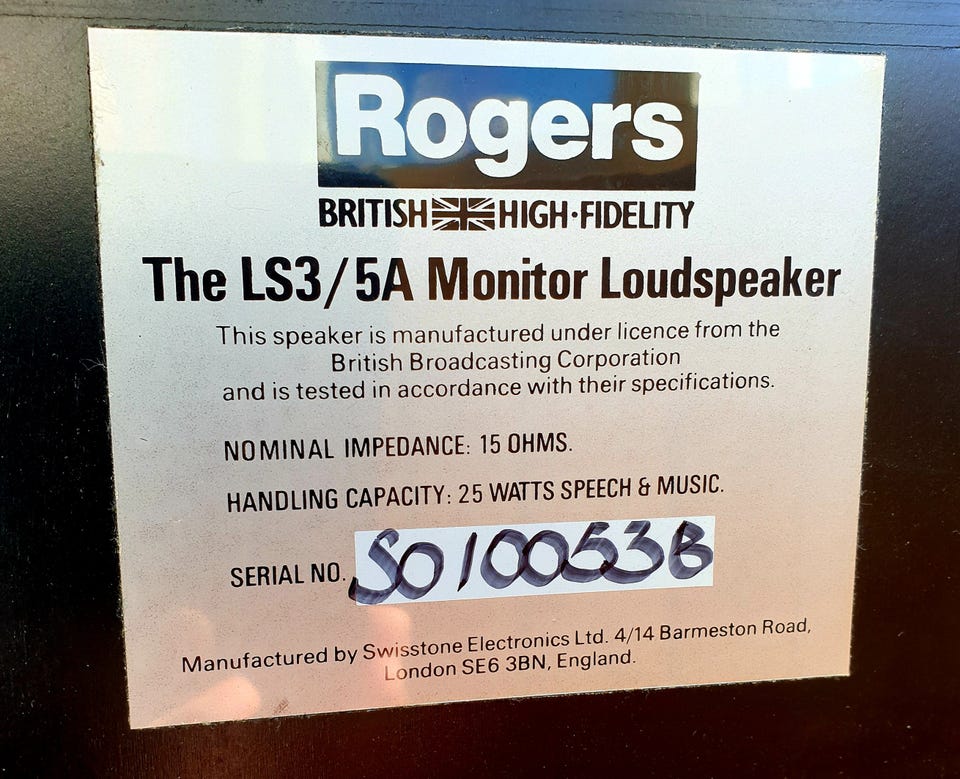 Rogers
BRITISH HIGH·FIDELITY
The LS3/5A Monitor Loudspeaker
This speaker is manufactured under licence from the
British Broadcasting Corporation
and is tested in accordance with their specifications.
NOMINAL IMPEDANCE: 15 OHMS.
HANDLING CAPACITY: 25 WATTS SPEECH & MUSIC.
SERIAL NO. SO10053B
Manufactured by Swisstone Electronics Ltd. 4/14 Barmeston Road,
London SE6 3BN, England.